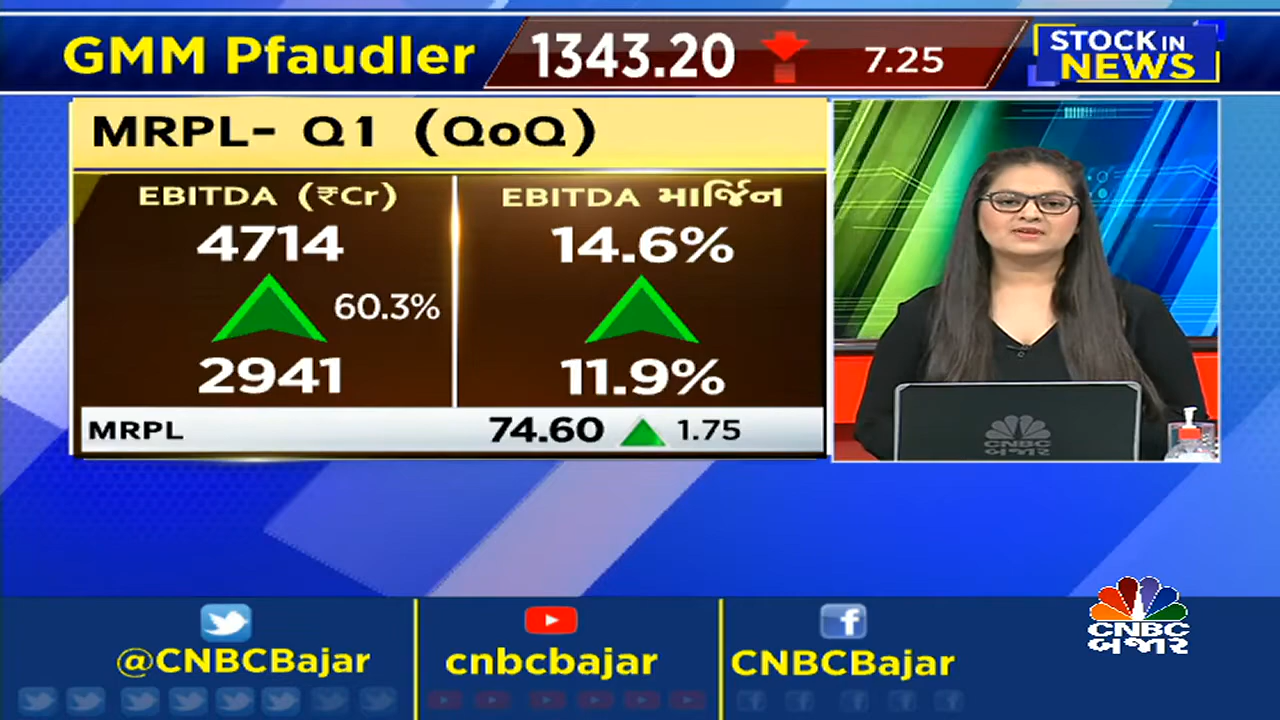 GMM Pfaudler 1343.20 7.25 STOCK IN NEWS
MRPL- Q1 (QoQ)
EBITDA (₹Cr) EBITDA માર્જિન
4714 14.6%
60.3%
2941 11.9%
MRPL 74.60 1.75
CNBC
બજાર
CNBC
બજાર
@CNBCBajar cnbcbajar CNBCBajar